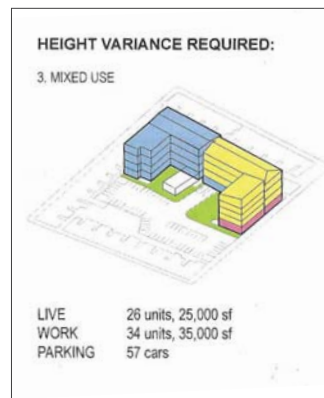 HEIGHT VARIANCE REQUIRED:
3. MIXED USE
LIVE 26 units, 25,000 sf
WORK 34 units, 35,000 sf
PARKING 57 cars